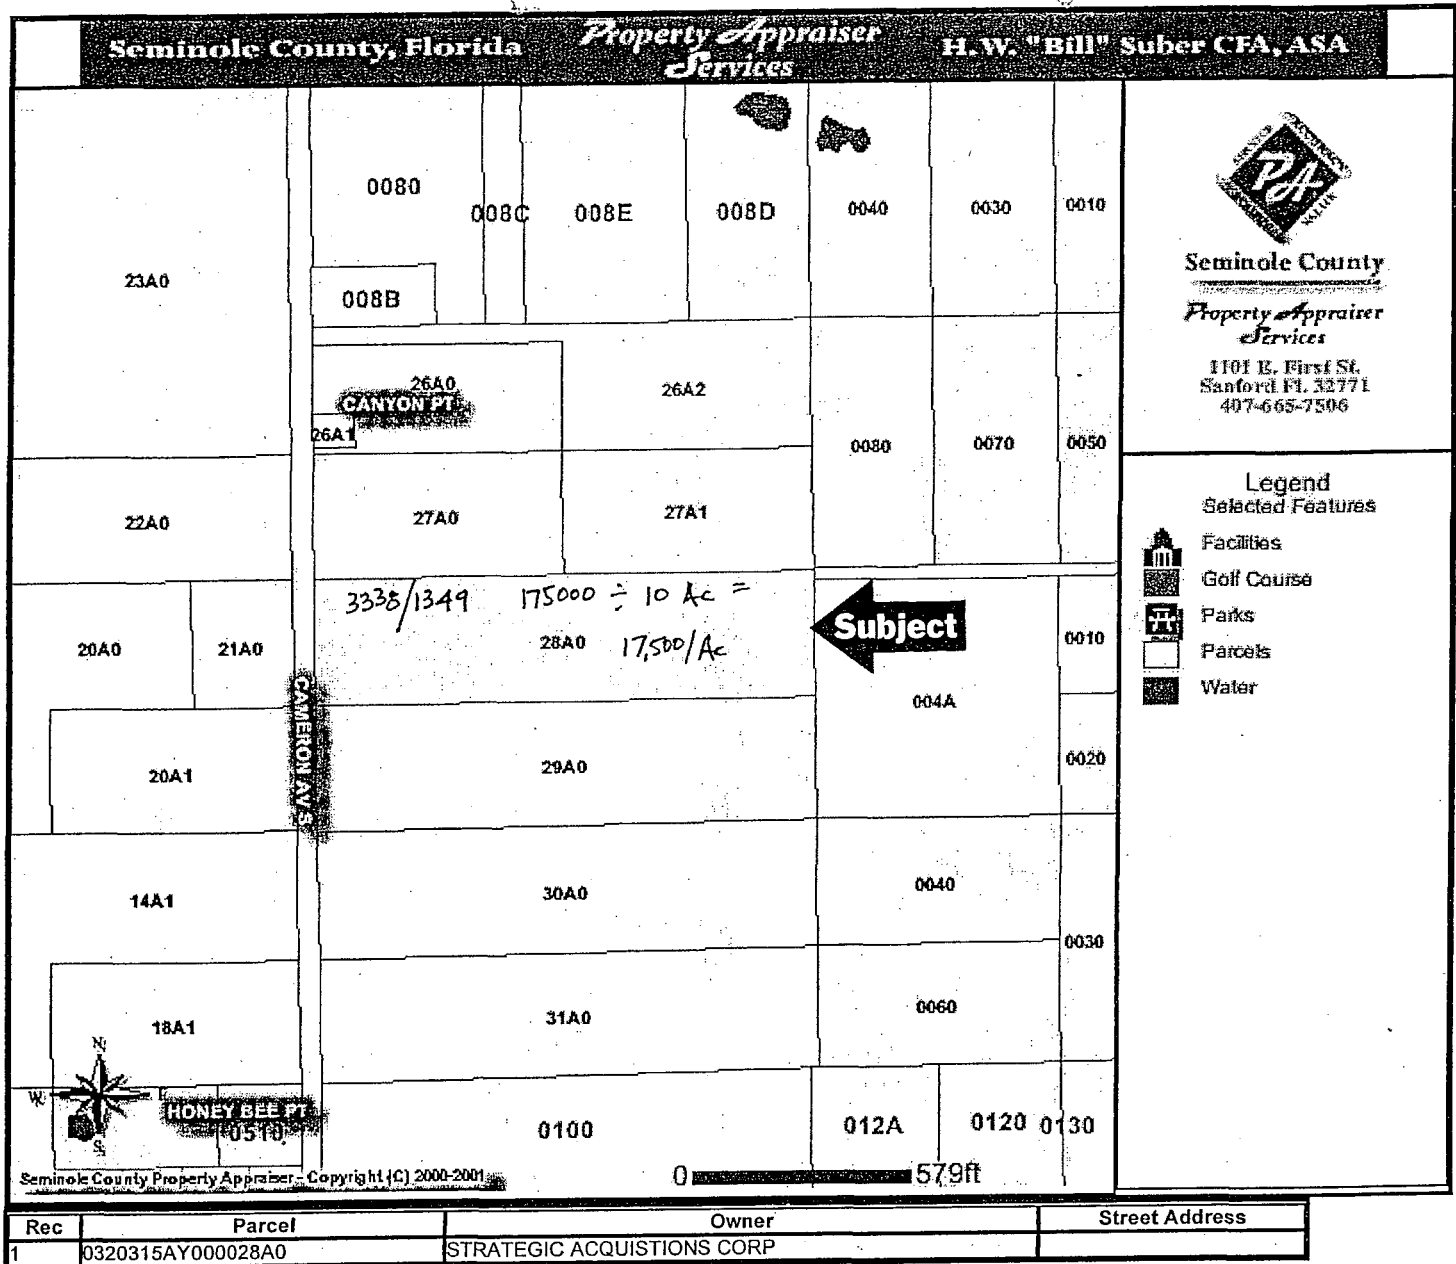 Seminole County, Florida
Property Appraiser
Services
H.W. "Bill" Suber CFA, ASA
0080
008C
008E
008D
0040
0030
0010
23A0
008B
26A0
CANYON PT
26A1
26A2
0080
0070
0050
22A0
27A0
27A1
3338/1349 175000 ÷ 10 Ac =
20A0
21A0
28A0
17,500/Ac
Subject
0010
004A
CAMERON AV S
20A1
29A0
0020
14A1
30A0
0040
0030
18A1
31A0
0060
N
W
E
S
HONEY BEE PT
0510
0100
012A
0120
0130
Seminole County Property Appraiser - Copyright (C) 2000-2001
0
579ft
PA
VALUE
Seminole County
Property Appraiser
Services
1101 E. First St.
Sanford Fl. 32771
407-665-7506
Legend
Selected Features
Facilities
Golf Course
Parks
Parcels
Water
Rec Parcel Owner Street Address
1 0320315AY000028A0 STRATEGIC ACQUISTIONS CORP